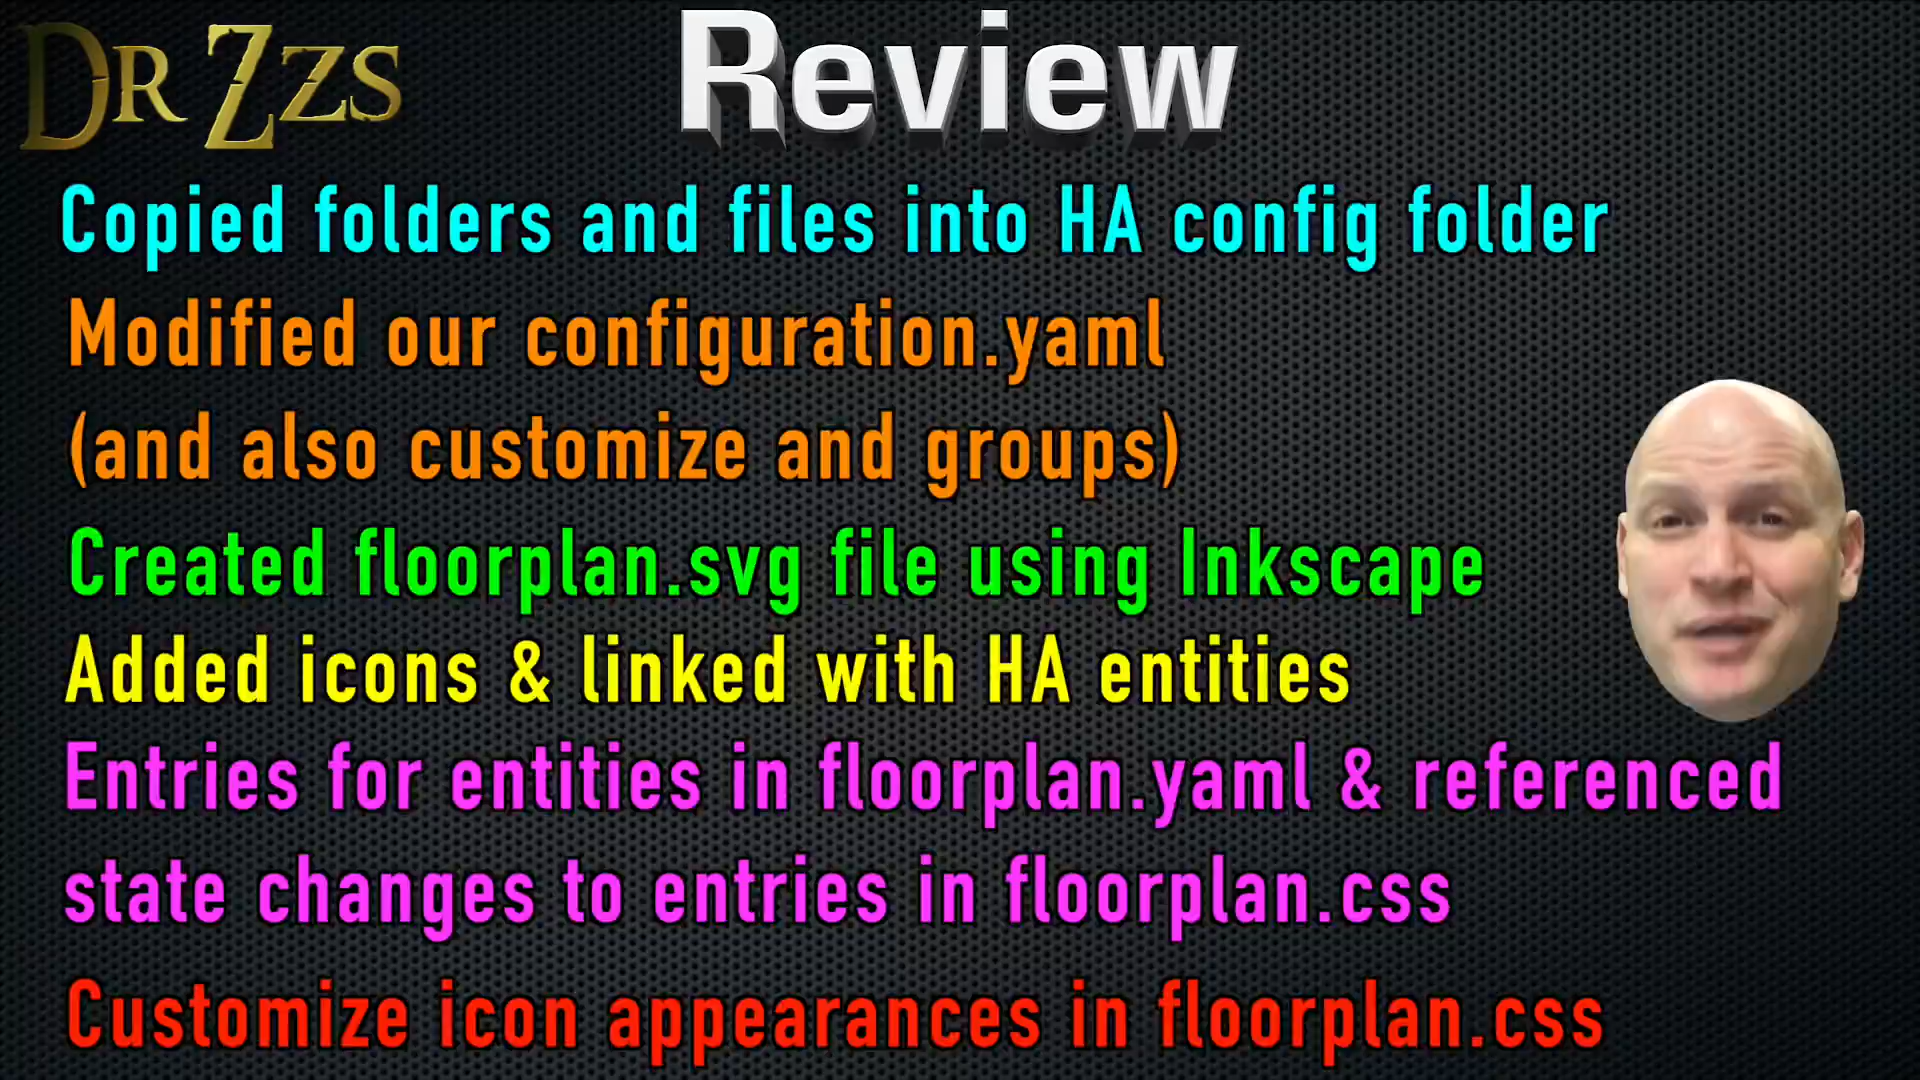 Dr Zzs
Review
Copied folders and files into HA config folder
Modified our configuration.yaml
(and also customize and groups)
Created floorplan.svg file using Inkscape
Added icons & linked with HA entities
Entries for entities in floorplan.yaml & referenced
state changes to entries in floorplan.css
Customize icon appearances in floorplan.css